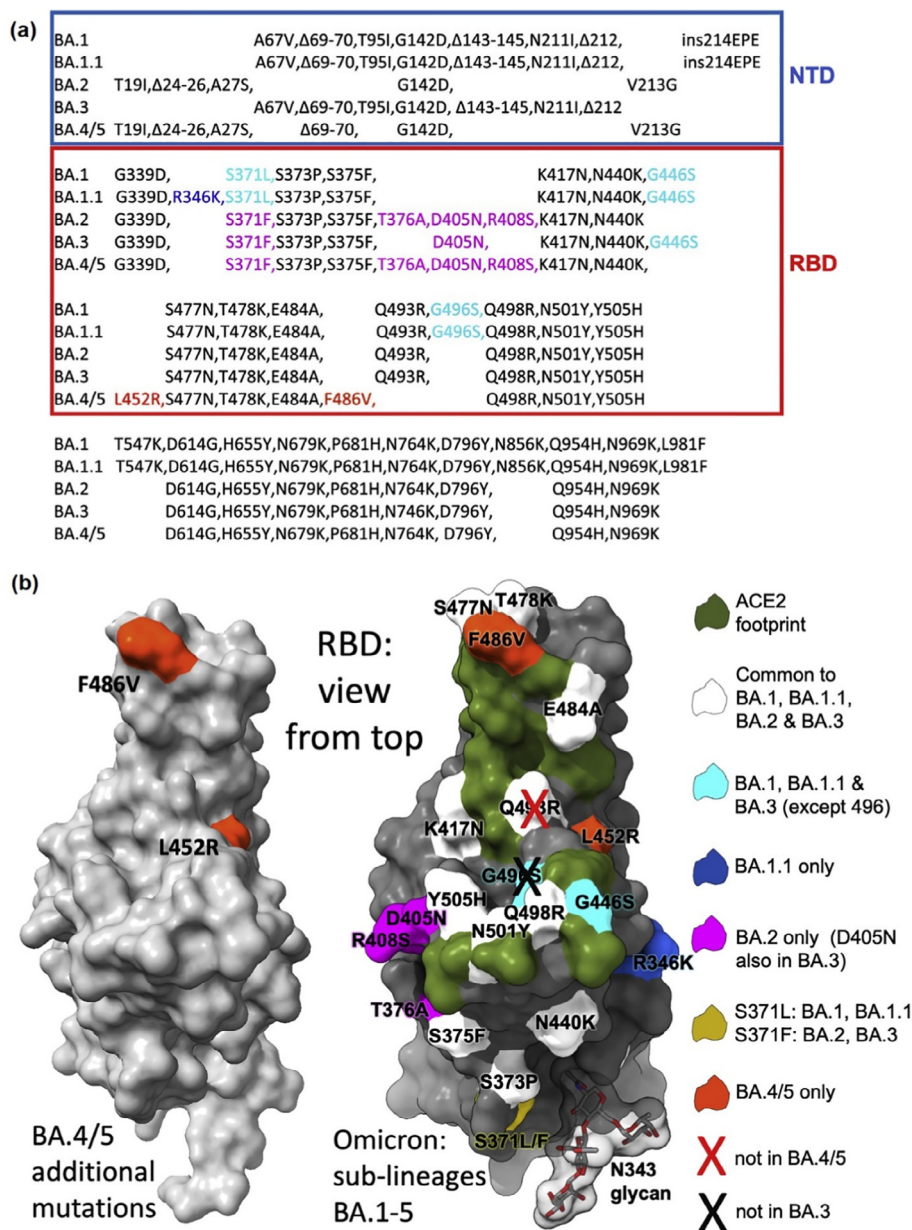 (a)
BA.1 A67V,Δ69-70,T95I,G142D,Δ143-145,N211I,Δ212, ins214EPE
BA.1.1 A67V,Δ69-70,T95I,G142D,Δ143-145,N211I,Δ212, ins214EPE
BA.2 T19I,Δ24-26,A27S, G142D, V213G
BA.3 A67V,Δ69-70,T95I,G142D, Δ143-145,N211I,Δ212
BA.4/5 T19I,Δ24-26,A27S, Δ69-70, G142D, V213G
NTD
BA.1 G339D, S371L,S373P,S375F, K417N,N440K,G446S
BA.1.1 G339D,R346K,S371L,S373P,S375F, K417N,N440K,G446S
BA.2 G339D, S371F,S373P,S375F,T376A,D405N,R408S,K417N,N440K
BA.3 G339D, S371F,S373P,S375F, D405N, K417N,N440K,G446S
BA.4/5 G339D, S371F,S373P,S375F,T376A,D405N,R408S,K417N,N440K,
RBD
BA.1 S477N,T478K,E484A, Q493R,G496S,Q498R,N501Y,Y505H
BA.1.1 S477N,T478K,E484A, Q493R,G496S,Q498R,N501Y,Y505H
BA.2 S477N,T478K,E484A, Q493R, Q498R,N501Y,Y505H
BA.3 S477N,T478K,E484A, Q493R, Q498R,N501Y,Y505H
BA.4/5 L452R,S477N,T478K,E484A,F486V, Q498R,N501Y,Y505H
BA.1 T547K,D614G,H655Y,N679K,P681H,N764K,D796Y,N856K,Q954H,N969K,L981F
BA.1.1 T547K,D614G,H655Y,N679K,P681H,N764K,D796Y,N856K,Q954H,N969K,L981F
BA.2 D614G,H655Y,N679K,P681H,N764K,D796Y, Q954H,N969K
BA.3 D614G,H655Y,N679K,P681H,N746K,D796Y, Q954H,N969K
BA.4/5 D614G,H655Y,N679K,P681H,N764K, D796Y, Q954H,N969K
(b)
F486V
L452R
BA.4/5
additional
mutations
RBD:
view
from top
S477N
T478K
F486V
E484A
Q493R
X
K417N
L452R
G496S
X
Y505H
Q498R
G446S
D405N
N501Y
R408S
R346K
T376A
S375F
N440K
S373P
S371L/F
N343
glycan
Omicron:
sub-lineages
BA.1-5
ACE2
footprint
Common to
BA.1, BA.1.1,
BA.2 & BA.3
BA.1, BA.1.1 &
BA.3 (except 496)
BA.1.1 only
BA.2 only (D405N
also in BA.3)
S371L: BA.1, BA.1.1
S371F: BA.2, BA.3
BA.4/5 only
X not in BA.4/5
X not in BA.3